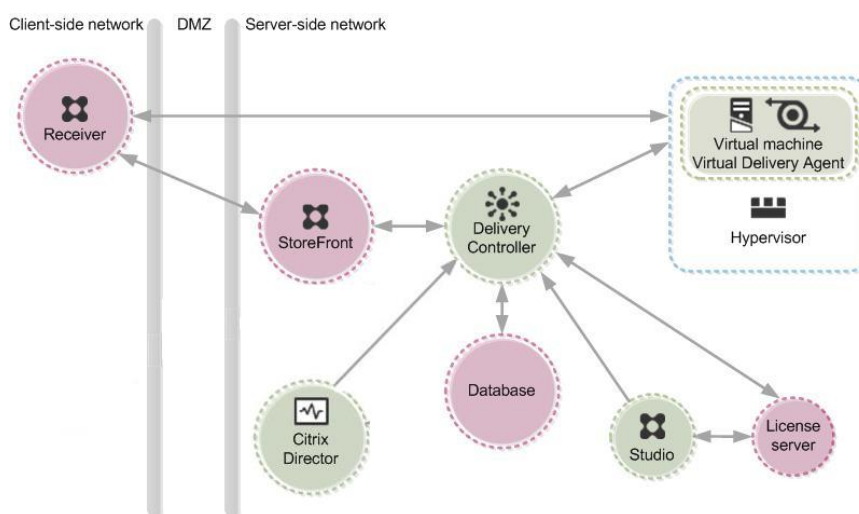 Client-side network
DMZ
Server-side network
Receiver
Virtual machine
Virtual Delivery Agent
StoreFront
Delivery
Controller
Hypervisor
Citrix
Director
Database
Studio
License
server